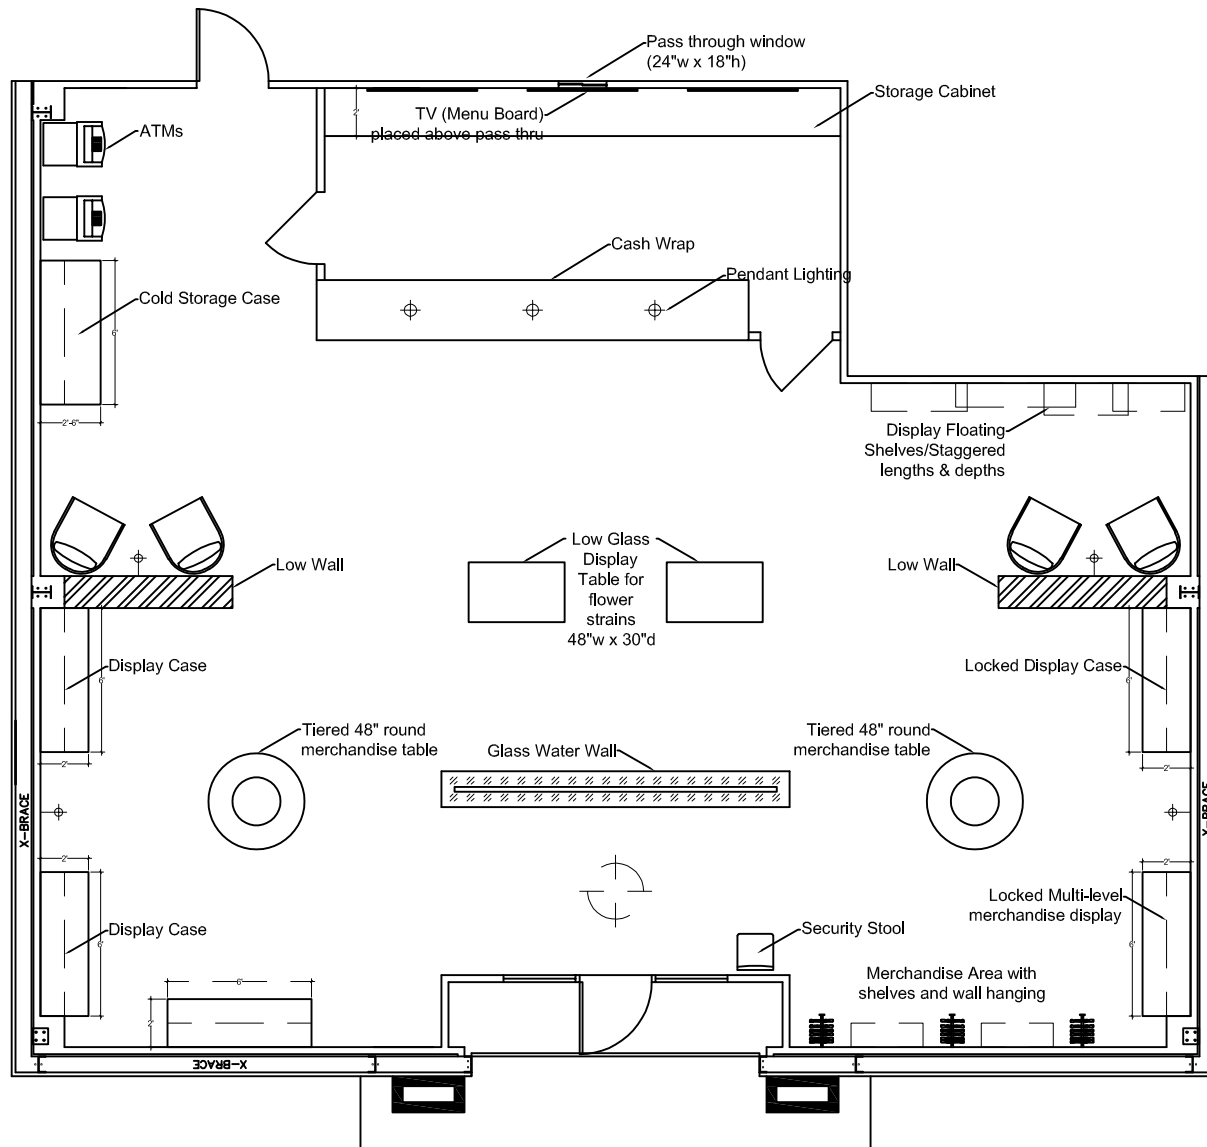 Pass through window
(24"w x 18"h)
Storage Cabinet
2'
TV (Menu Board)
placed above pass thru
ATMs
Cash Wrap
Pendant Lighting
Cold Storage Case
6'
2'-6"
Display Floating
Shelves/Staggered
lengths & depths
Low Glass
Display
Table for
flower
strains
48"w x 30"d
Low Wall
Low Wall
Display Case
6'
2'
Locked Display Case
6'
2'
Tiered 48" round
merchandise table
Glass Water Wall
Tiered 48" round
merchandise table
X-BRACE
X-BRACE
2'
Display Case
6'
2'
Locked Multi-level
merchandise display
6'
Security Stool
Merchandise Area with
shelves and wall hanging
6'
2'
X-BRACE